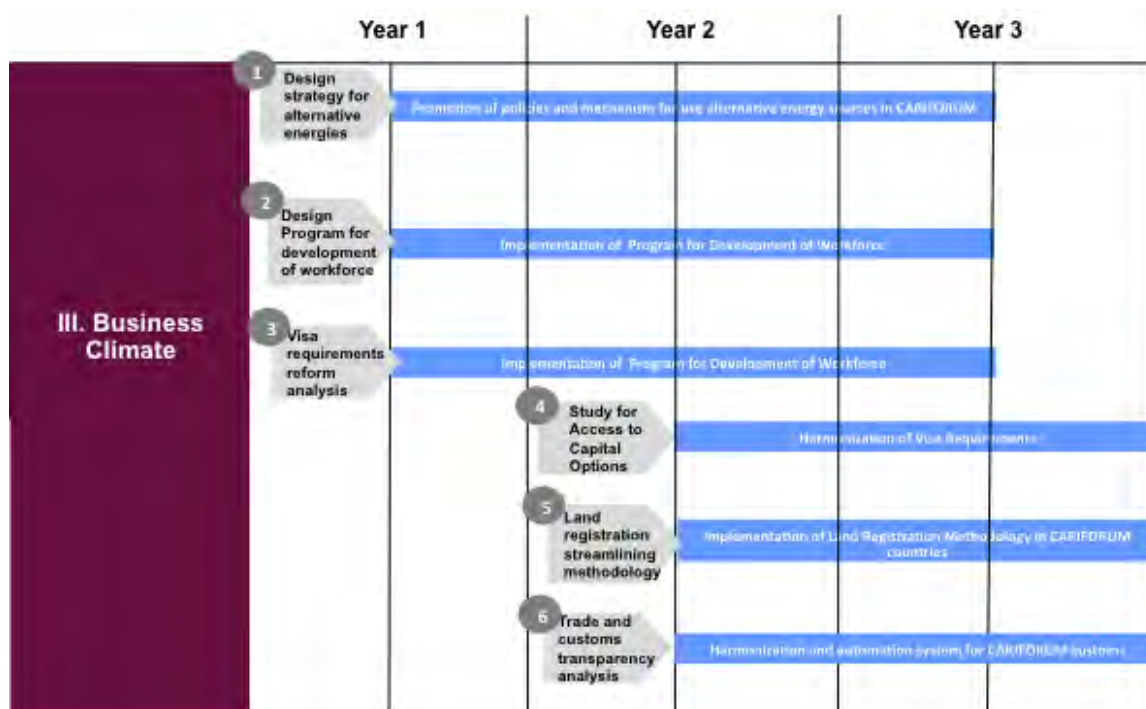 Year 1
Year 2
Year 3
III. Business
Climate
1
Design
strategy for
alternative
energies
Promotion of policies and mechanism for use alternative energy sources in CARIFORUM
2
Design
Program for
development
of workforce
Implementation of Program for Development of Workforce
3
Visa
requirements
reform
analysis
Implementation of Program for Development of Workforce
4
Study for
Access to
Capital
Options
Harmonization of Visa Requirements
5
Land
registration
streamlining
methodology
Implementation of Land Registration Methodology in CARIFORUM
countries
6
Trade and
customs
transparency
analysis
Harmonization and automation system for CARIFORUM customs